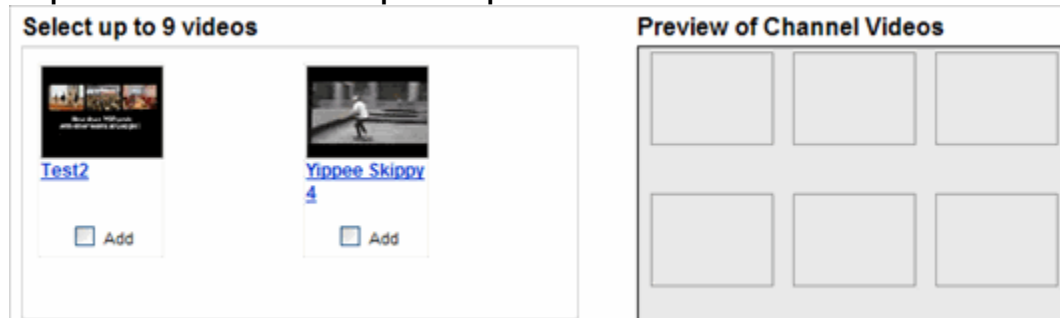 Select up to 9 videos
Preview of Channel Videos
Test2
Yippee Skippy
4
Add
Add